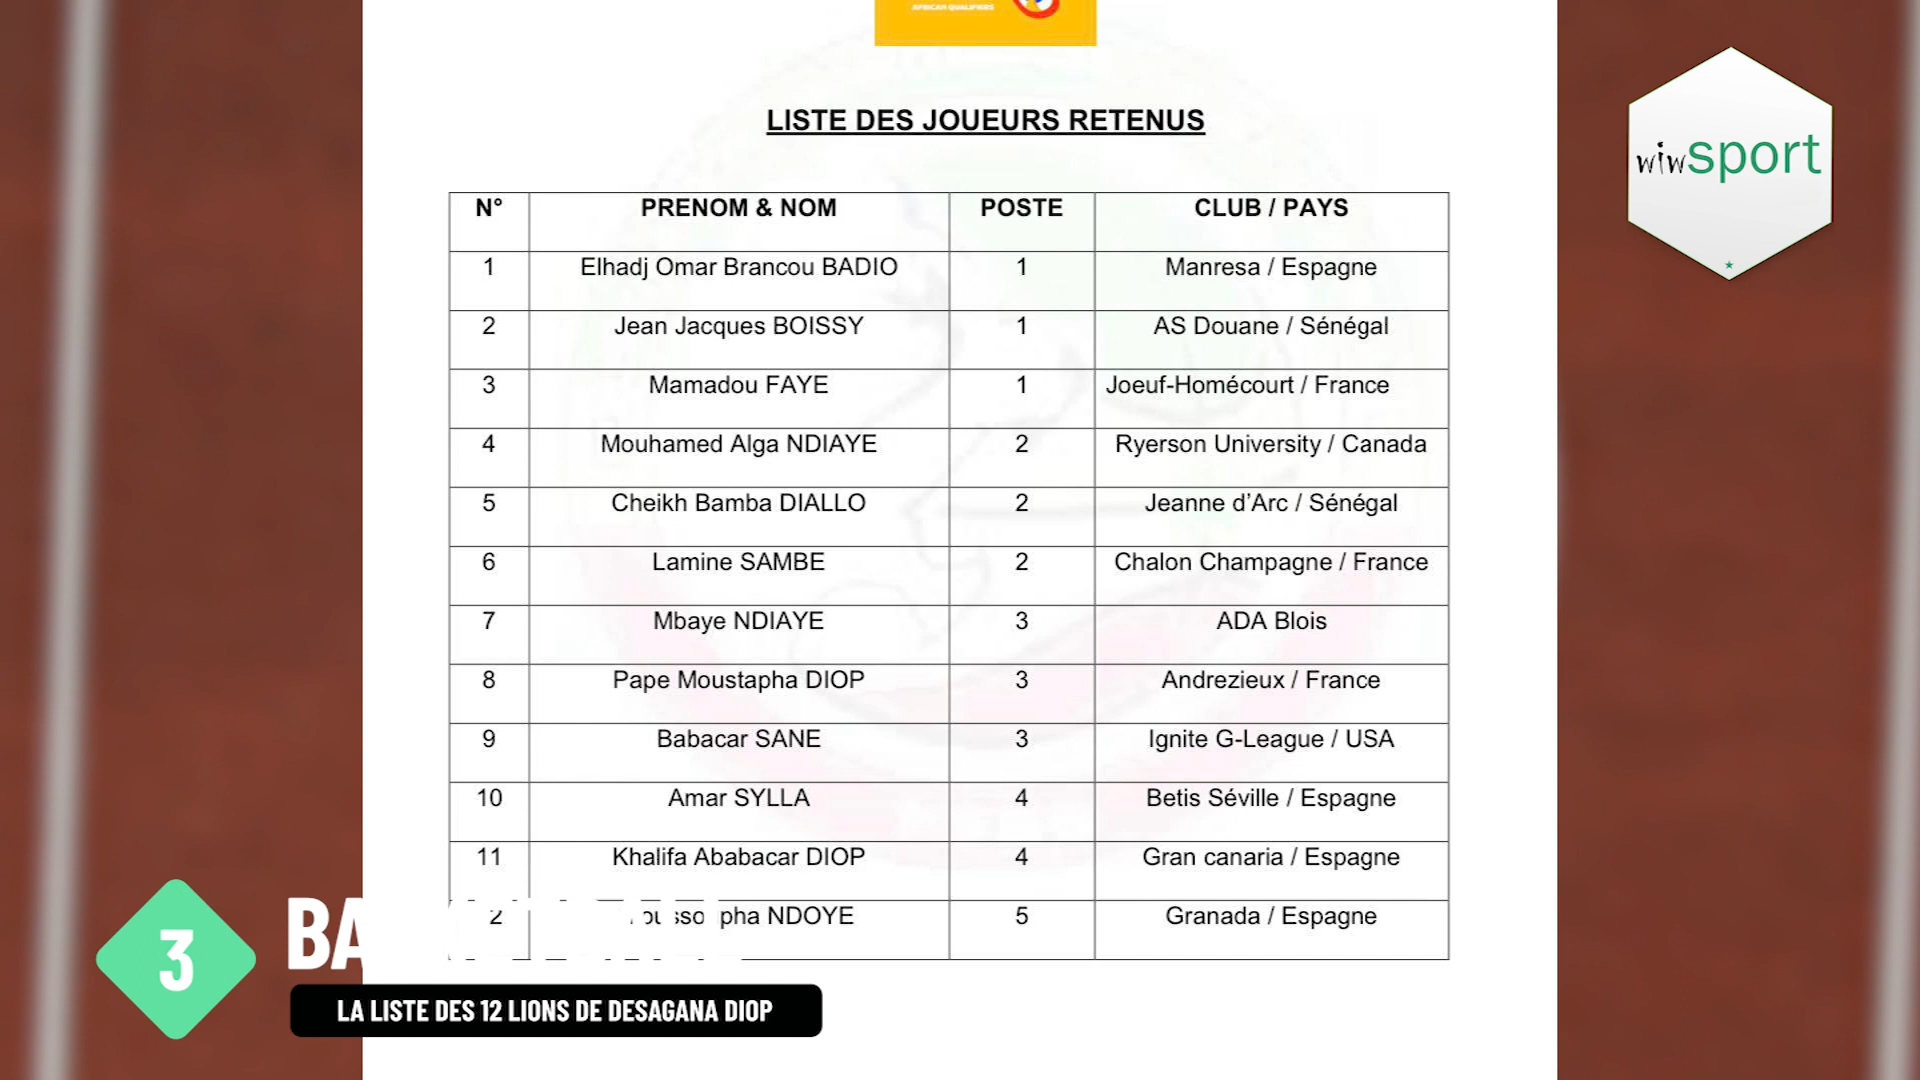 AFRICAN QUALIFIERS
LISTE DES JOUEURS RETENUS
wiwsport
N° PRENOM & NOM POSTE CLUB / PAYS
1 Elhadj Omar Brancou BADIO 1 Manresa / Espagne
2 Jean Jacques BOISSY 1 AS Douane / Sénégal
3 Mamadou FAYE 1 Joeuf-Homécourt / France
4 Mouhamed Alga NDIAYE 2 Ryerson University / Canada
5 Cheikh Bamba DIALLO 2 Jeanne d’Arc / Sénégal
6 Lamine SAMBE 2 Chalon Champagne / France
7 Mbaye NDIAYE 3 ADA Blois
8 Pape Moustapha DIOP 3 Andrezieux / France
9 Babacar SANE 3 Ignite G-League / USA
10 Amar SYLLA 4 Betis Séville / Espagne
11 Khalifa Ababacar DIOP 4 Gran canaria / Espagne
2 NDOYE 5 Granada / Espagne
3
LA LISTE DES 12 LIONS DE DESAGANA DIOP